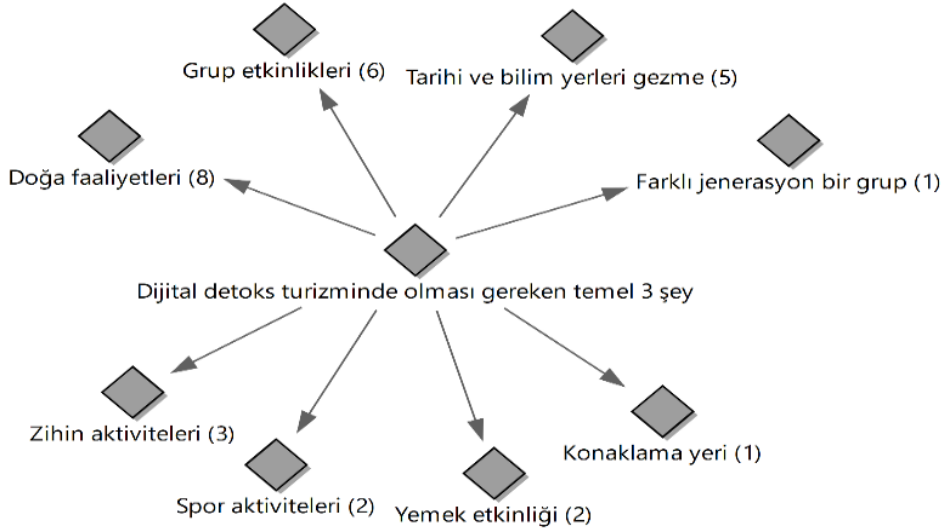 Grup etkinlikleri (6)
Tarihi ve bilim yerleri gezme (5)
Doğa faaliyetleri (8)
Farklı jenerasyon bir grup (1)
Dijital detoks turizminde olması gereken temel 3 şey
Zihin aktiviteleri (3)
Konaklama yeri (1)
Spor aktiviteleri (2)
Yemek etkinliği (2)